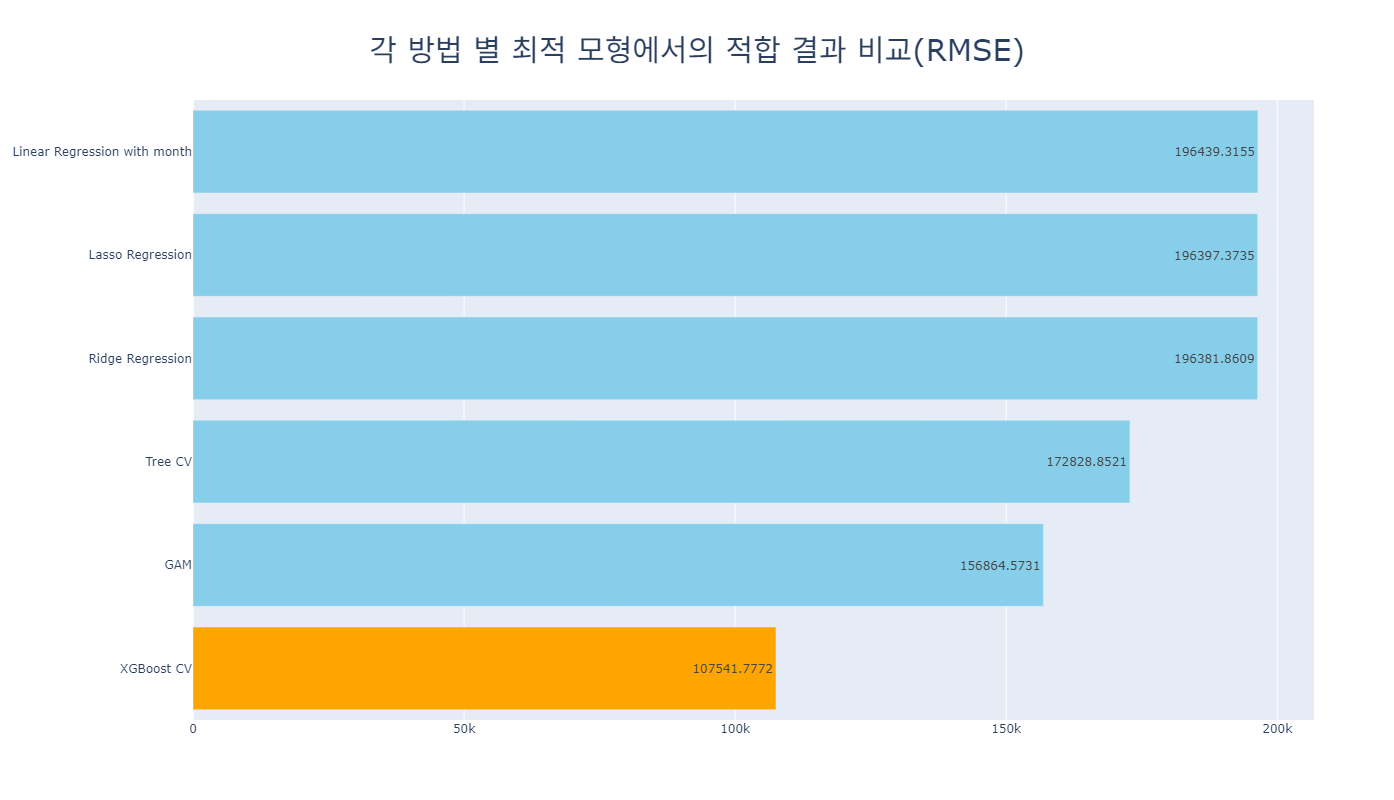 각 방법 별 최적 모형에서의 적합 결과 비교(RMSE)
Linear Regression with month
196439.3155
Lasso Regression
196397.3735
Ridge Regression
196381.8609
Tree CV
172828.8521
GAM
156864.5731
XGBoost CV
107541.7772
0
50k
100k
150k
200k